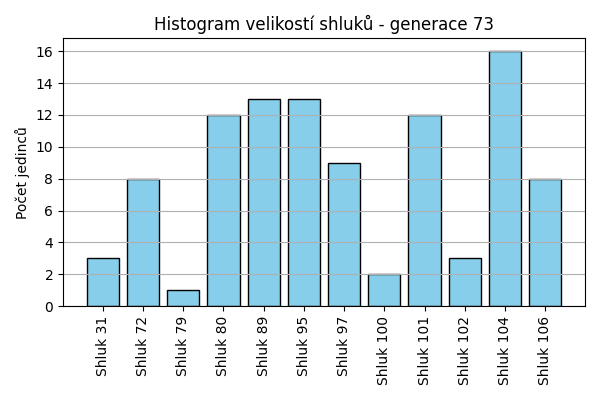 Histogram velikostí shluků - generace 73
Počet jedinců
16
14
12
10
8
6
4
2
0
Shluk 31
Shluk 72
Shluk 79
Shluk 80
Shluk 89
Shluk 95
Shluk 97
Shluk 100
Shluk 101
Shluk 102
Shluk 104
Shluk 106